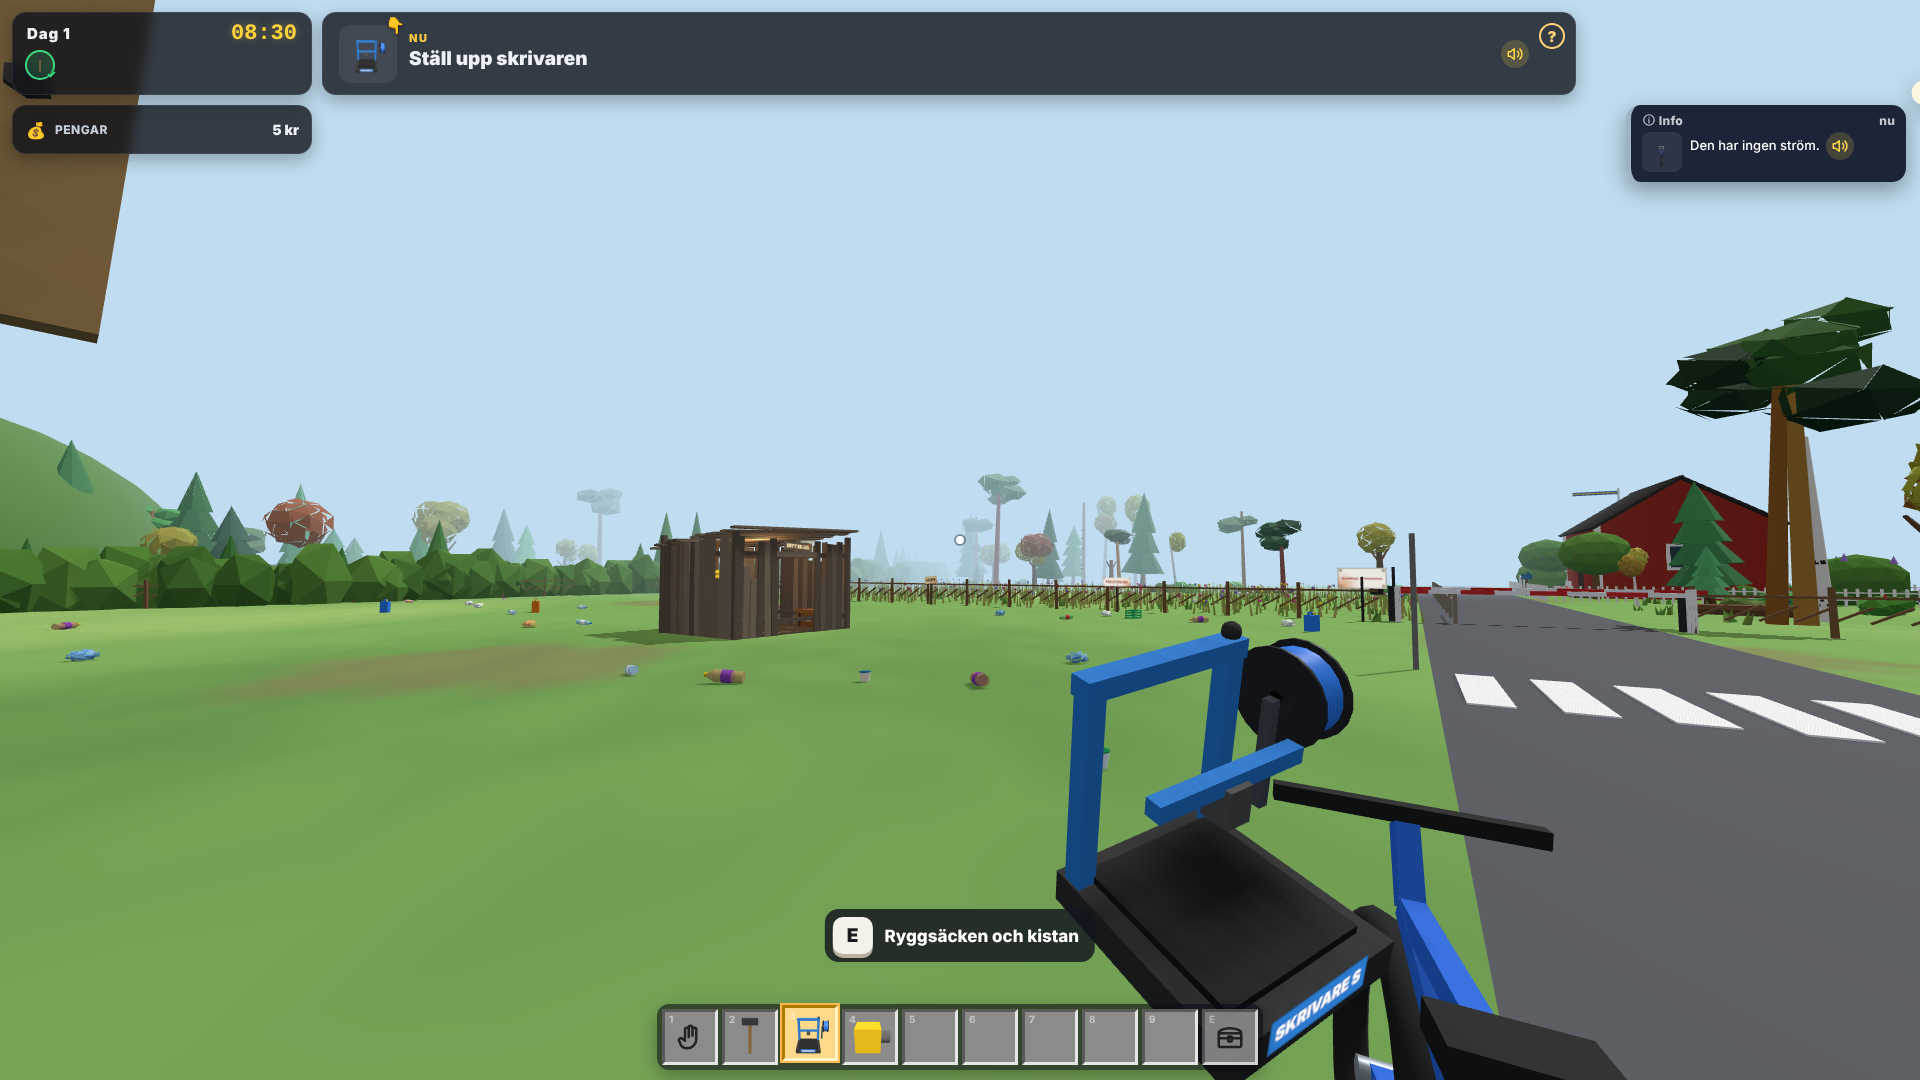 Dag 1
08:30
PENGAR
5 kr
NU
Ställ upp skrivaren
?
Info
nu
Den har ingen ström.
E
Ryggsäcken och kistan
SKRIVARE S
1
2
3
4
5
6
7
8
9
E